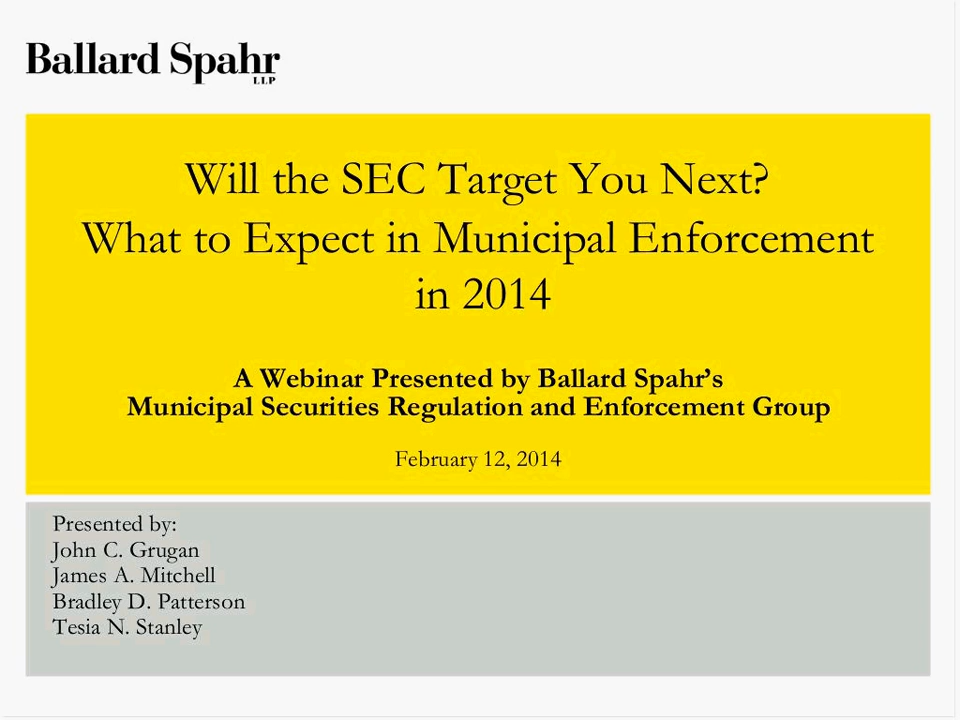 Ballard Spahr
LLP
Will the SEC Target You Next?
What to Expect in Municipal Enforcement
in 2014
A Webinar Presented by Ballard Spahr’s
Municipal Securities Regulation and Enforcement Group
February 12, 2014
Presented by:
John C. Grugan
James A. Mitchell
Bradley D. Patterson
Tesia N. Stanley